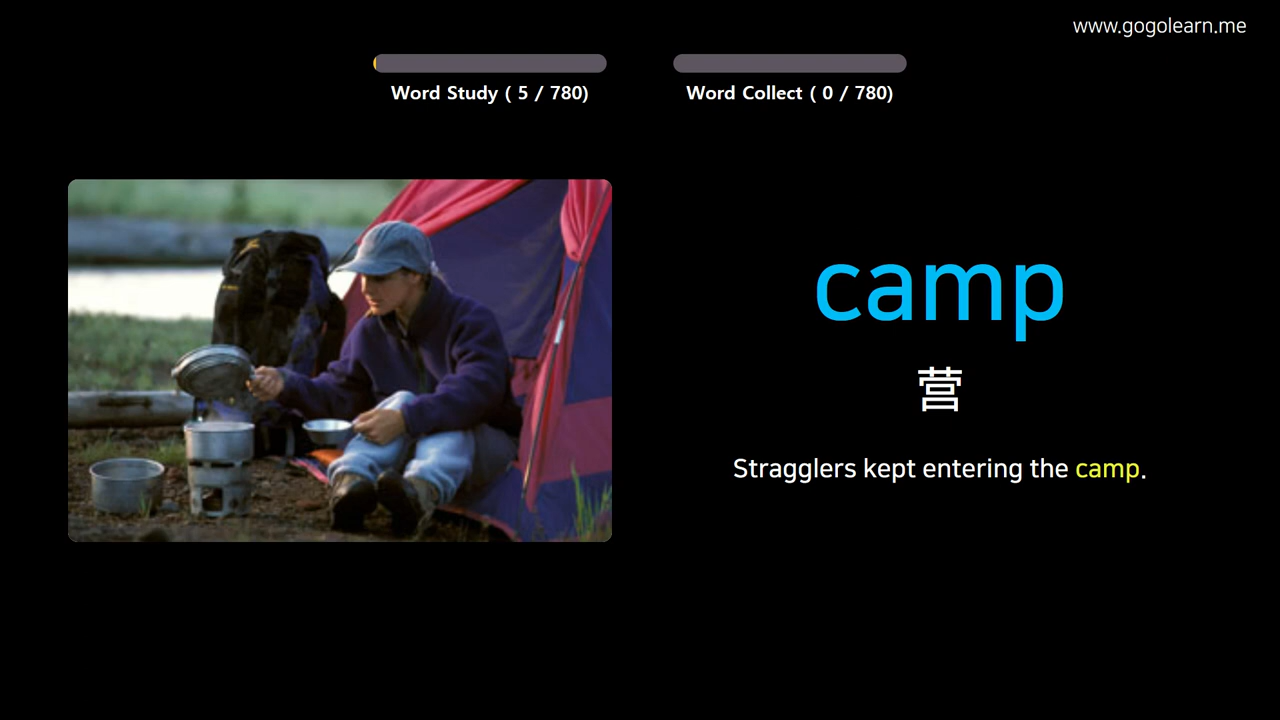 www.gogolearn.me
Word Study ( 5 / 780)
Word Collect ( 0 / 780)
camp
营
Stragglers kept entering the camp.